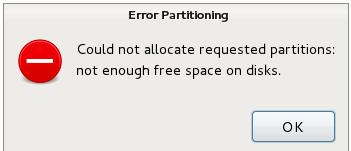 Error Partitioning
Could not allocate requested partitions:
not enough free space on disks.
OK